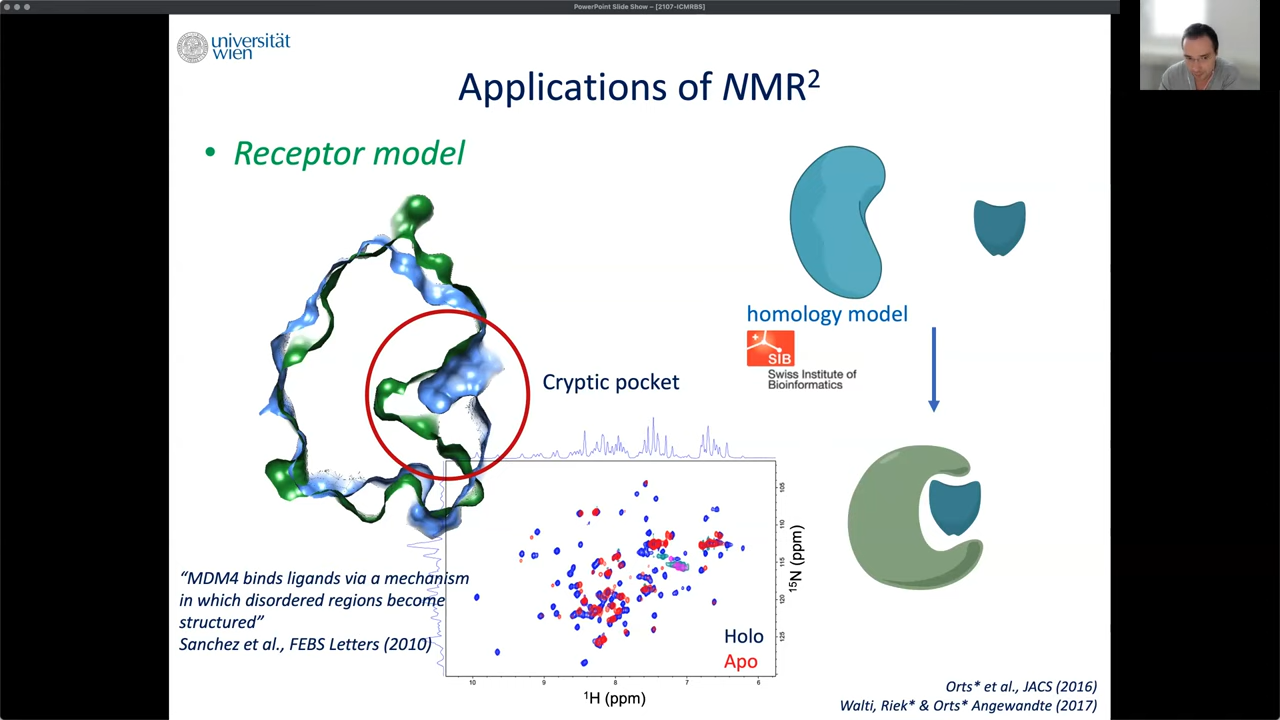 PowerPoint Slide Show – [2107-ICMRBS]
universität
wien
Applications of NMR²
• Receptor model
homology model
SIB
Swiss Institute of
Bioinformatics
Cryptic pocket
105
110
115
120
125
¹⁵N (ppm)
“MDM4 binds ligands via a mechanism
in which disordered regions become
structured”
Sanchez et al., FEBS Letters (2010)
Holo
Apo
10 9 8 7 6
¹H (ppm)
Orts* et al., JACS (2016)
Walti, Riek* & Orts* Angewandte (2017)